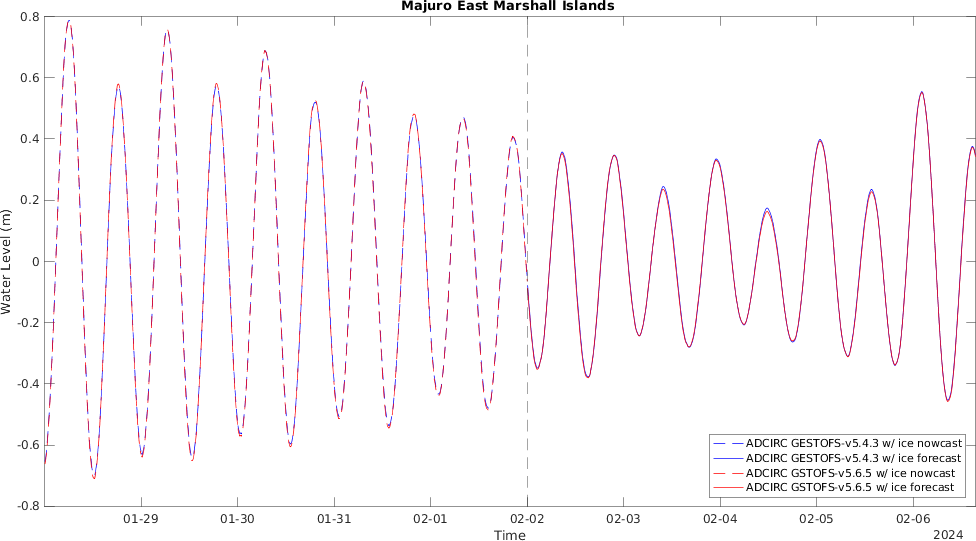 Majuro East Marshall Islands
0.8
0.6
0.4
0.2
0
-0.2
-0.4
-0.6
-0.8
Water Level (m)
01-29 01-30 01-31 02-01 02-02 02-03 02-04 02-05 02-06
Time
2024
ADCIRC GESTOFS-v5.4.3 w/ ice nowcast
ADCIRC GESTOFS-v5.4.3 w/ ice forecast
ADCIRC GSTOFS-v5.6.5 w/ ice nowcast
ADCIRC GSTOFS-v5.6.5 w/ ice forecast